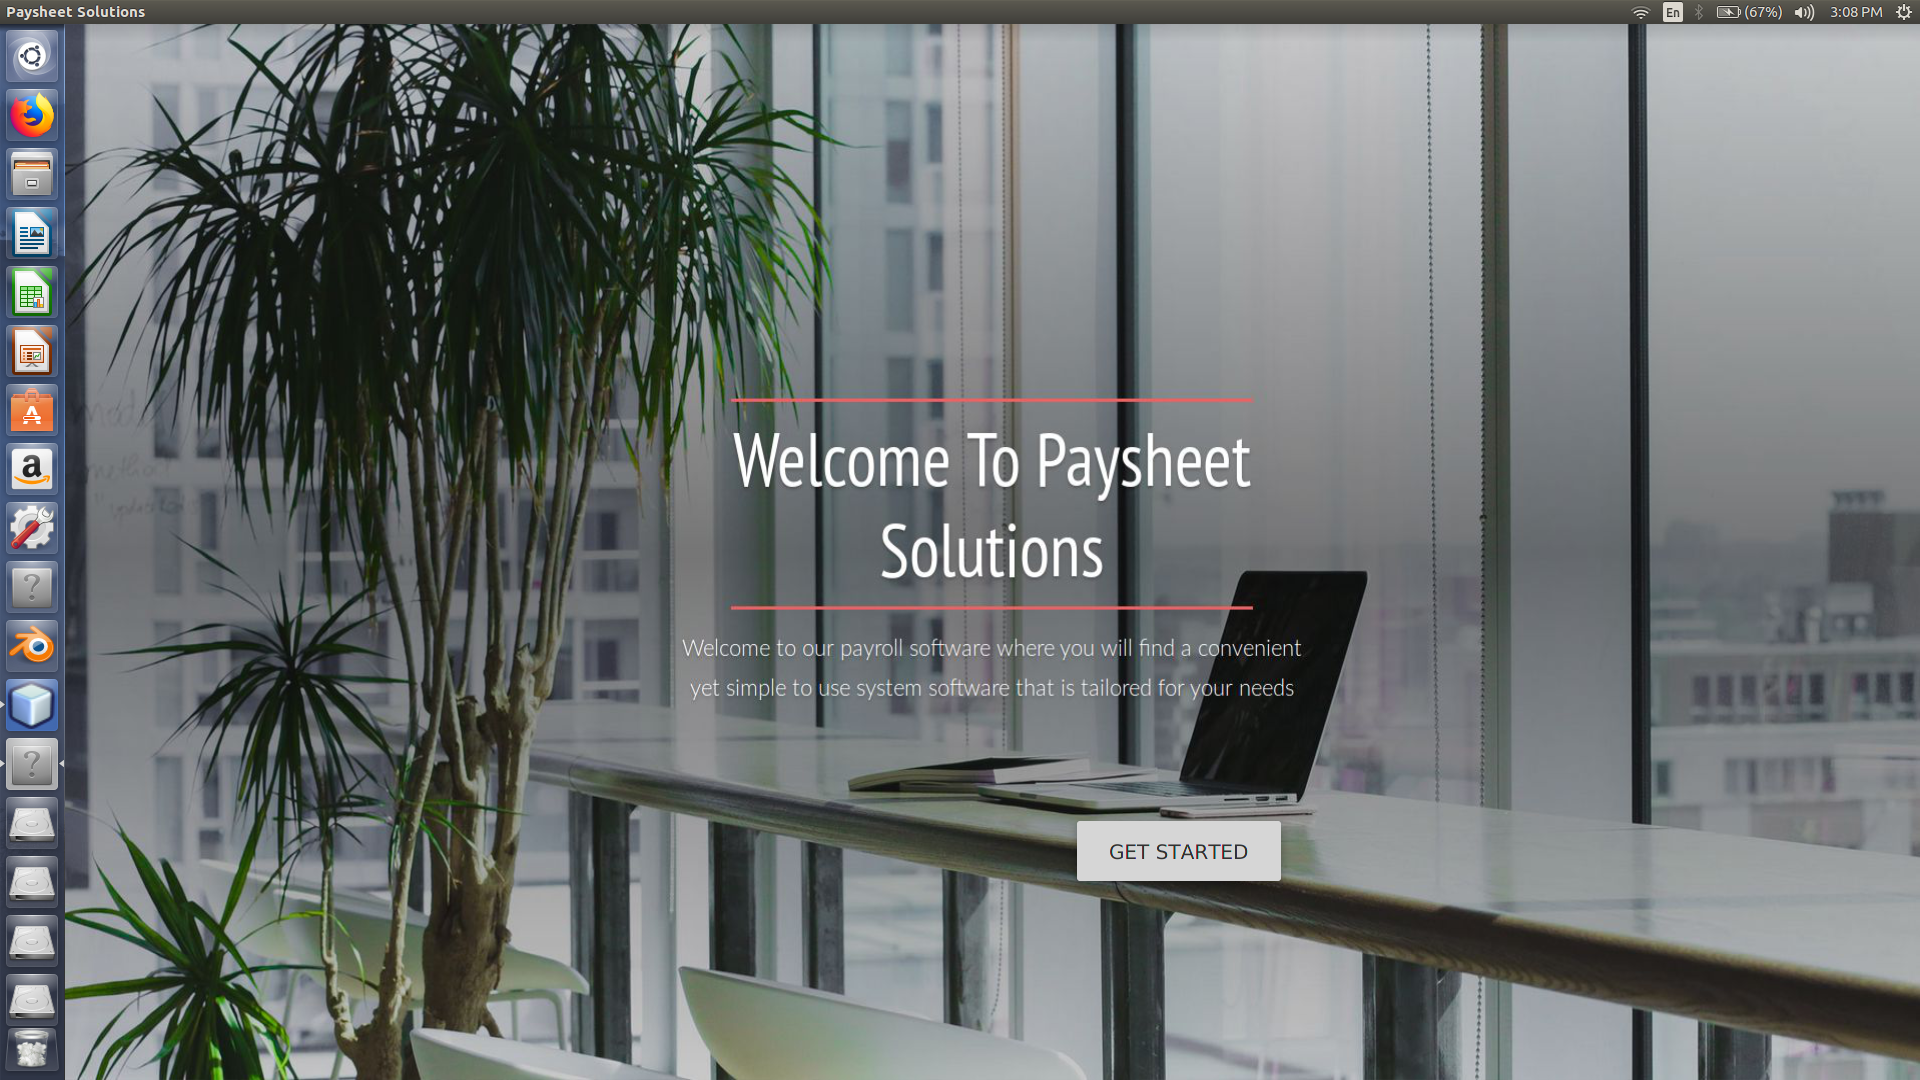 Paysheet Solutions
En
(67%)
3:08 PM
Welcome To Paysheet
Solutions
Welcome to our payroll software where you will find a convenient
yet simple to use system software that is tailored for your needs
GET STARTED